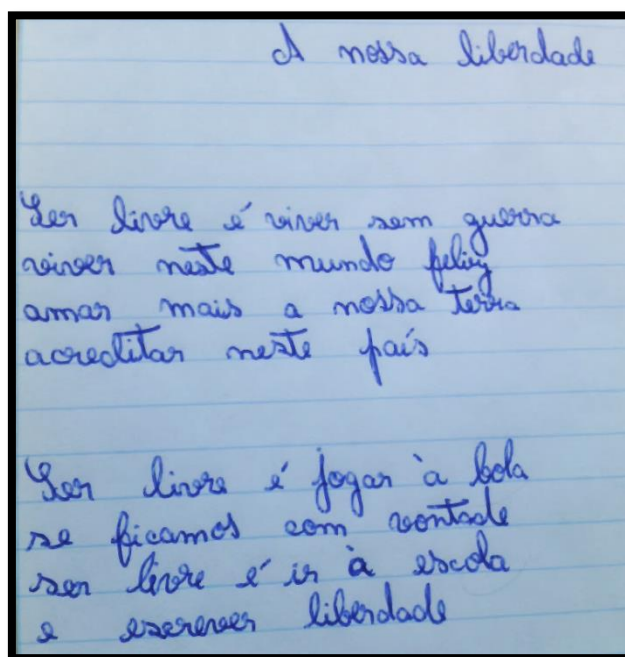 A nossa liberdade
Ser livre é viver sem guerra
viver neste mundo feliz
amar mais a nossa terra
acreditar neste país
Ser livre é jogar à bola
se ficamos com vontade
ser livre é ir à escola
e escrever liberdade